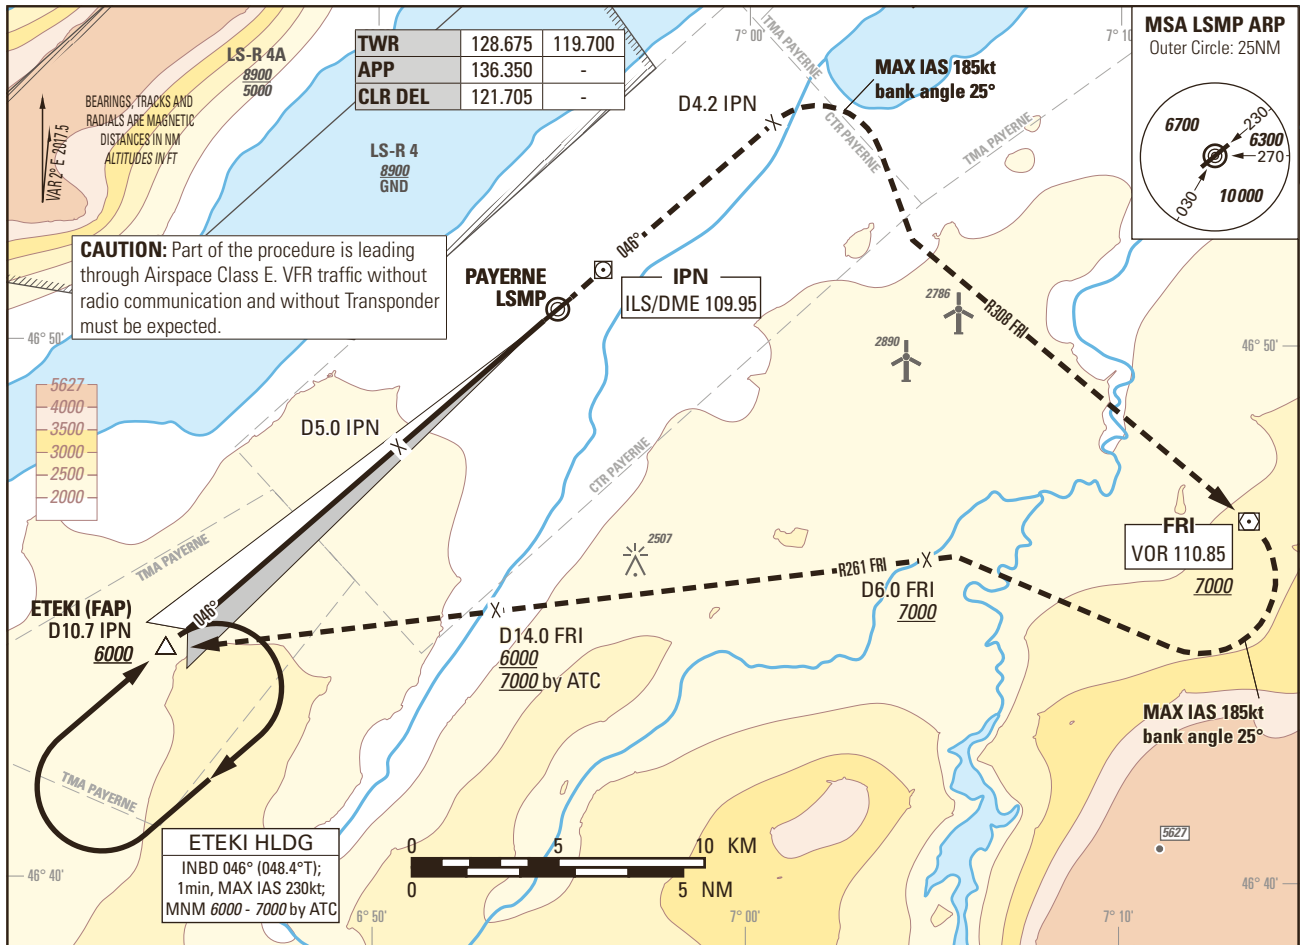 7° 00'
7° 10'
TWR 128.675 119.700
APP 136.350 -
CLR DEL 121.705 -
MSA LSMP ARP
Outer Circle: 25NM
6700
230
6300
270
030
10 000
LS-R 4A
8900
5000
BEARINGS, TRACKS AND
RADIALS ARE MAGNETIC
DISTANCES IN NM
ALTITUDES IN FT
VAR 2° E 2017.5
LS-R 4
8900
GND
TMA PAYERNE
MAX IAS 185kt
bank angle 25°
D4.2 IPN
CTR PAYERNE
TMA PAYERNE
CAUTION: Part of the procedure is leading
through Airspace Class E. VFR traffic without
radio communication and without Transponder
must be expected.
046°
PAYERNE
LSMP
IPN
ILS/DME 109.95
2786
2890
R308 FRI
46° 50'
46° 50'
5627
4000
3500
3000
2500
2000
D5.0 IPN
CTR PAYERNE
TMA PAYERNE
2507
FRI
VOR 110.85
7000
R261 FRI
D6.0 FRI
7000
046°
ETEKI (FAP)
D10.7 IPN
6000
D14.0 FRI
6000
7000 by ATC
MAX IAS 185kt
bank angle 25°
TMA PAYERNE
ETEKI HLDG
INBD 046° (048.4°T);
1min, MAX IAS 230kt;
MNM 6000 - 7000 by ATC
0 5 10 KM
0 5 NM
5627
46° 40'
46° 40'
6° 50'
7° 00'
7° 10'